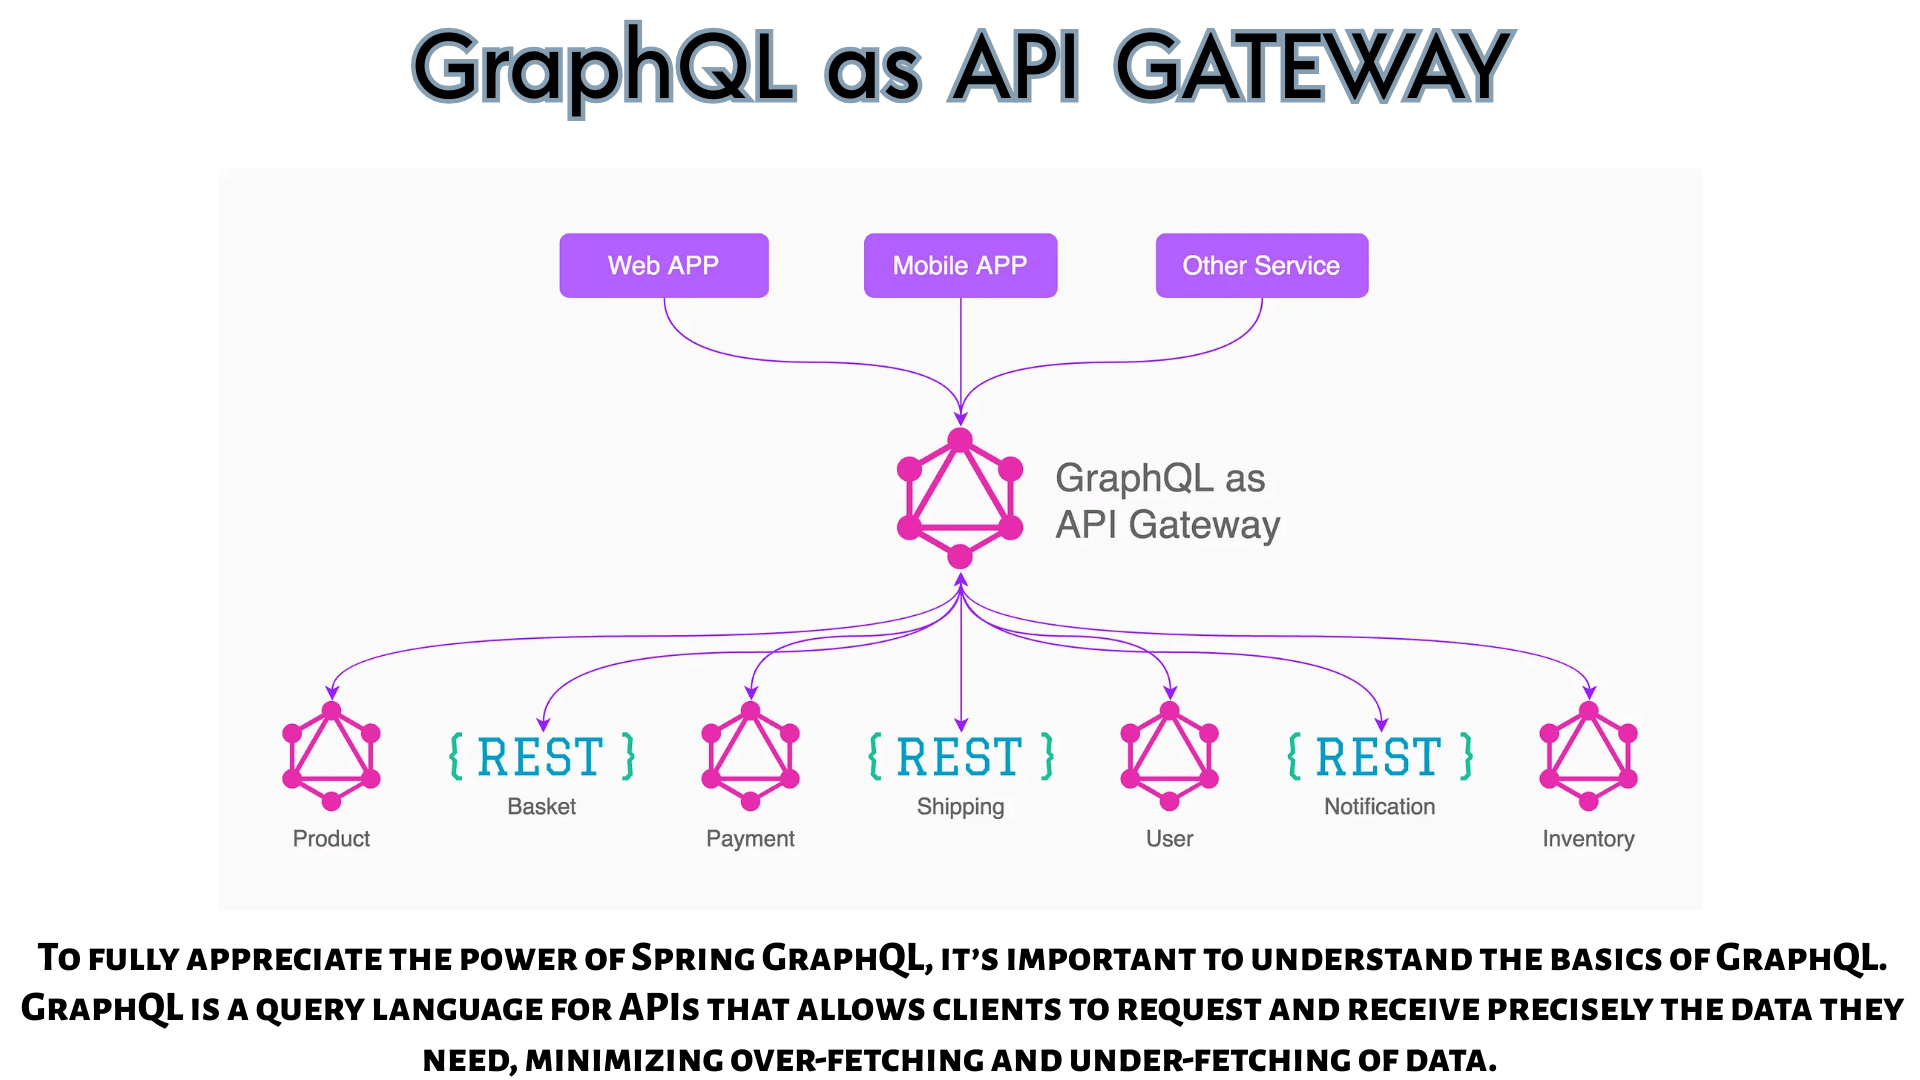 GraphQL as API GATEWAY
Web APP
Mobile APP
Other Service
GraphQL as
API Gateway
{ REST }
{ REST }
{ REST }
Basket
Shipping
Notification
Product
Payment
User
Inventory
To fully appreciate the power of Spring GraphQL, it's important to understand the basics of GraphQL.
GraphQL is a query language for APIs that allows clients to request and receive precisely the data they
need, minimizing over-fetching and under-fetching of data.